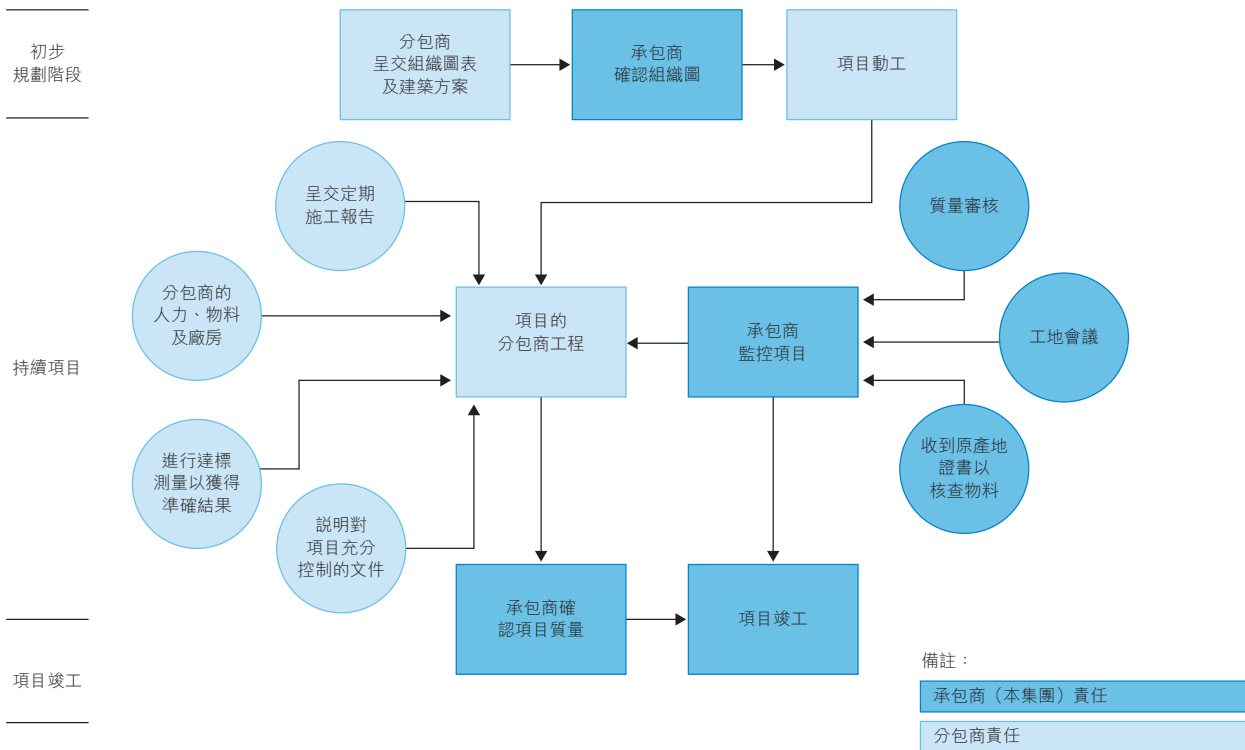 初步
規劃階段
分包商
呈交組織圖表
及建築方案
承包商
確認組織圖
項目動工
呈交定期
施工報告
質量審核
分包商的
人力、物料
及廠房
項目的
分包商工程
承包商
監控項目
工地會議
持續項目
進行達標
測量以獲得
準確結果
收到原產地
證書以
核查物料
説明對
項目充分
控制的文件
承包商確
認項目質量
項目竣工
項目竣工
備註：
承包商（本集團）責任
分包商責任